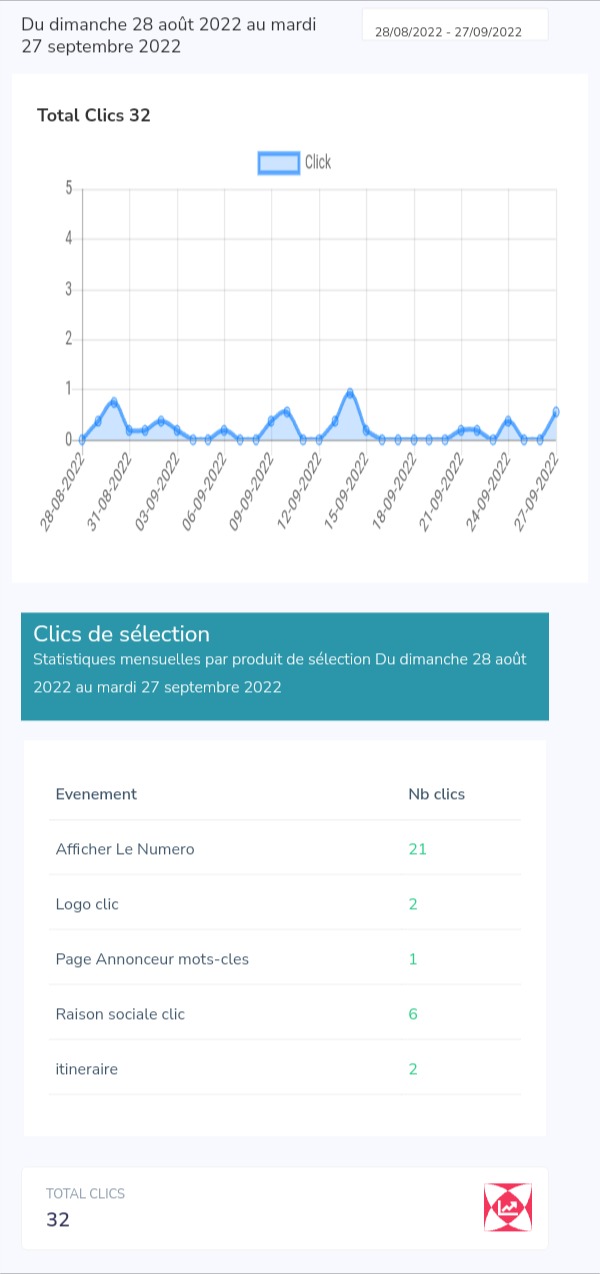 Du dimanche 28 août 2022 au mardi
27 septembre 2022
28/08/2022 - 27/09/2022
Total Clics 32
Click
5
4
3
2
1
0
28-08-2022
31-08-2022
03-09-2022
06-09-2022
09-09-2022
12-09-2022
15-09-2022
18-09-2022
21-09-2022
24-09-2022
27-09-2022
Clics de sélection
Statistiques mensuelles par produit de sélection Du dimanche 28 août
2022 au mardi 27 septembre 2022
Evenement Nb clics
Afficher Le Numero 21
Logo clic 2
Page Annonceur mots-cles 1
Raison sociale clic 6
itineraire 2
TOTAL CLICS
32